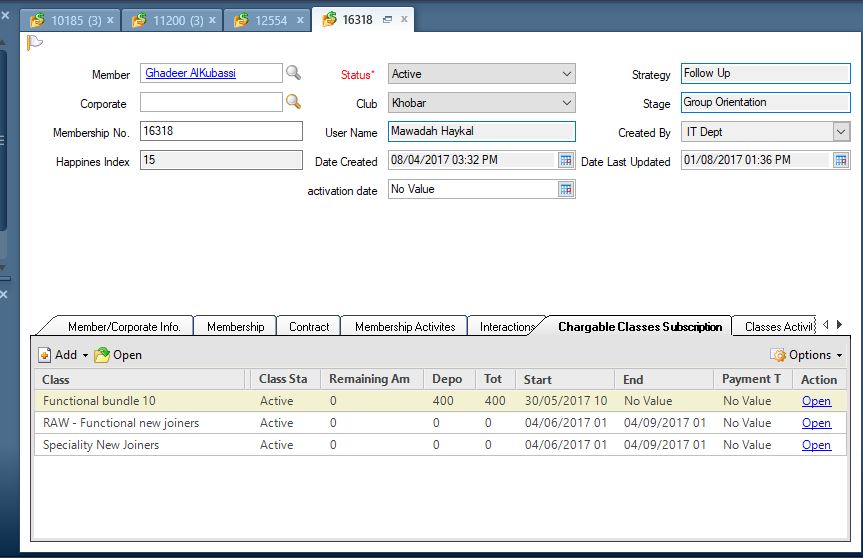 10185 (3) 11200 (3) 12554 16318
Member Ghadeer AlKubassi Status* Active Strategy Follow Up
Corporate Club Khobar Stage Group Orientation
Membership No. 16318 User Name Mawadah Haykal Created By IT Dept
Happines Index 15 Date Created 08/04/2017 03:32 PM Date Last Updated 01/08/2017 01:36 PM
activation date No Value
Member/Corporate Info. Membership Contract Membership Activites Interactions Chargable Classes Subscription Classes Activi
Add Open Options
Class Class Sta Remaining Am Depo Tot Start End Payment T Action
Functional bundle 10 Active 0 400 400 30/05/2017 10 No Value No Value Open
RAW - Functional new joiners Active 0 0 0 04/06/2017 01 04/09/2017 01 No Value Open
Speciality New Joiners Active 0 0 0 04/06/2017 01 04/09/2017 01 No Value Open